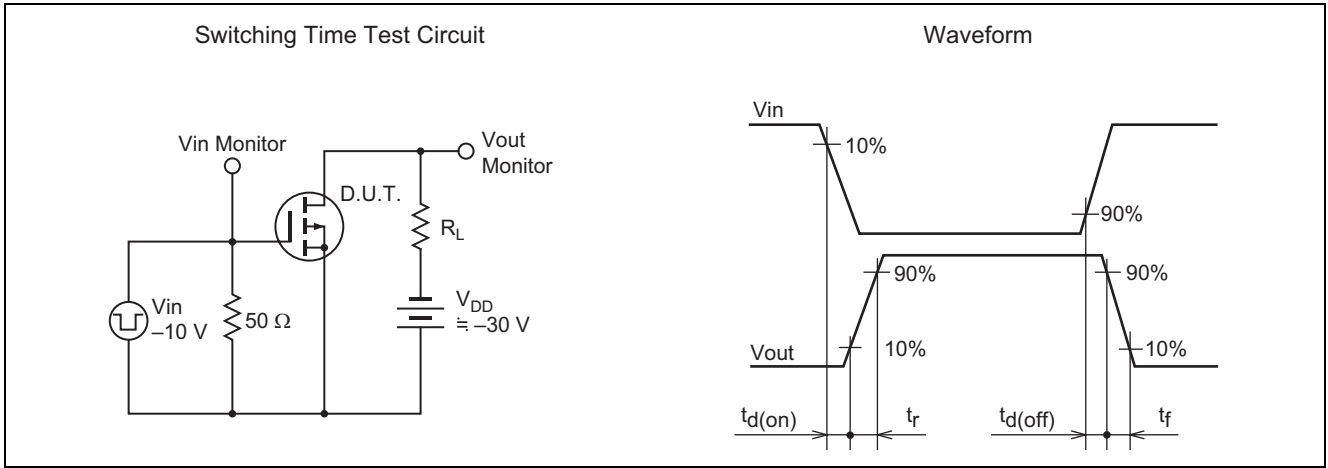 Switching Time Test Circuit
Vin Monitor
Vout
Monitor
D.U.T.
RL
Vin
–10 V
50 Ω
VDD
≒ –30 V
Waveform
Vin
10%
90%
90%
90%
Vout
10%
10%
td(on)
tr
td(off)
tf